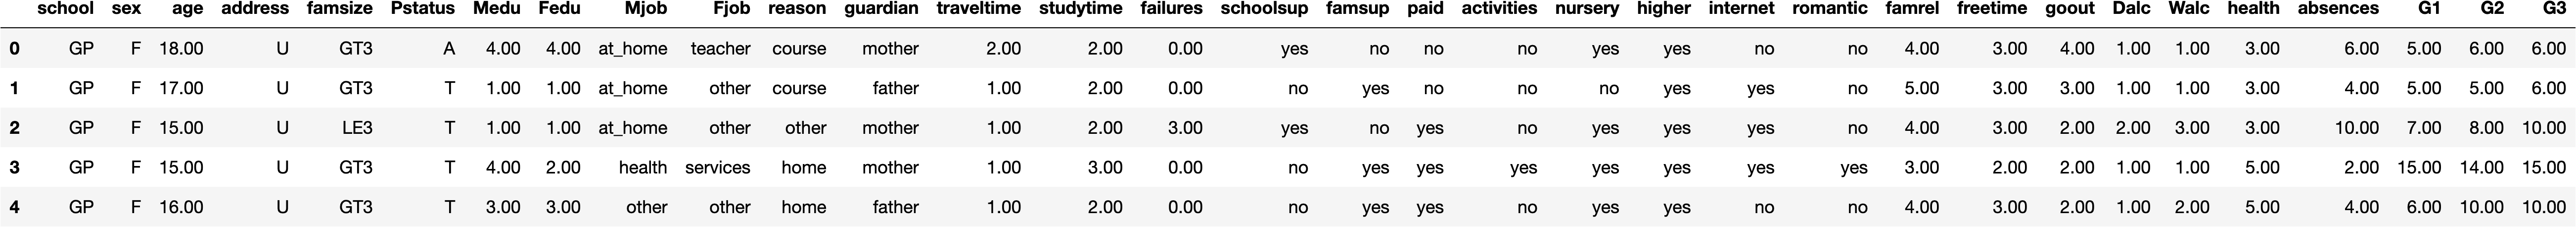 school sex age address famsize Pstatus Medu Fedu Mjob Fjob reason guardian traveltime studytime failures schoolsup famsup paid activities nursery higher internet romantic famrel freetime goout Dalc Walc health absences G1 G2 G3
0 GP F 18.00 U GT3 A 4.00 4.00 at_home teacher course mother 2.00 2.00 0.00 yes no no no yes yes no no 4.00 3.00 4.00 1.00 1.00 3.00 6.00 5.00 6.00 6.00
1 GP F 17.00 U GT3 T 1.00 1.00 at_home other course father 1.00 2.00 0.00 no yes no no no yes yes no 5.00 3.00 3.00 1.00 1.00 3.00 4.00 5.00 5.00 6.00
2 GP F 15.00 U LE3 T 1.00 1.00 at_home other other mother 1.00 2.00 3.00 yes no yes no yes yes yes no 4.00 3.00 2.00 2.00 3.00 3.00 10.00 7.00 8.00 10.00
3 GP F 15.00 U GT3 T 4.00 2.00 health services home mother 1.00 3.00 0.00 no yes yes yes yes yes yes yes 3.00 2.00 2.00 1.00 1.00 5.00 2.00 15.00 14.00 15.00
4 GP F 16.00 U GT3 T 3.00 3.00 other other home father 1.00 2.00 0.00 no yes yes no yes yes no no 4.00 3.00 2.00 1.00 2.00 5.00 4.00 6.00 10.00 10.00